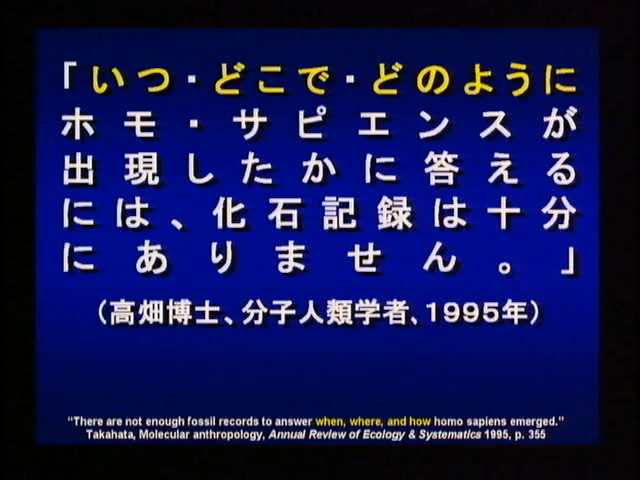 「いつ・どこで・どのように
ホモ・サピエンスが
出現したかに答える
には、化石記録は十分
にありません。」
(高畑博士、分子人類学者、1995年)
“There are not enough fossil records to answer when, where, and how homo sapiens emerged.”
Takahata, Molecular anthropology, Annual Review of Ecology & Systematics 1995, p. 355